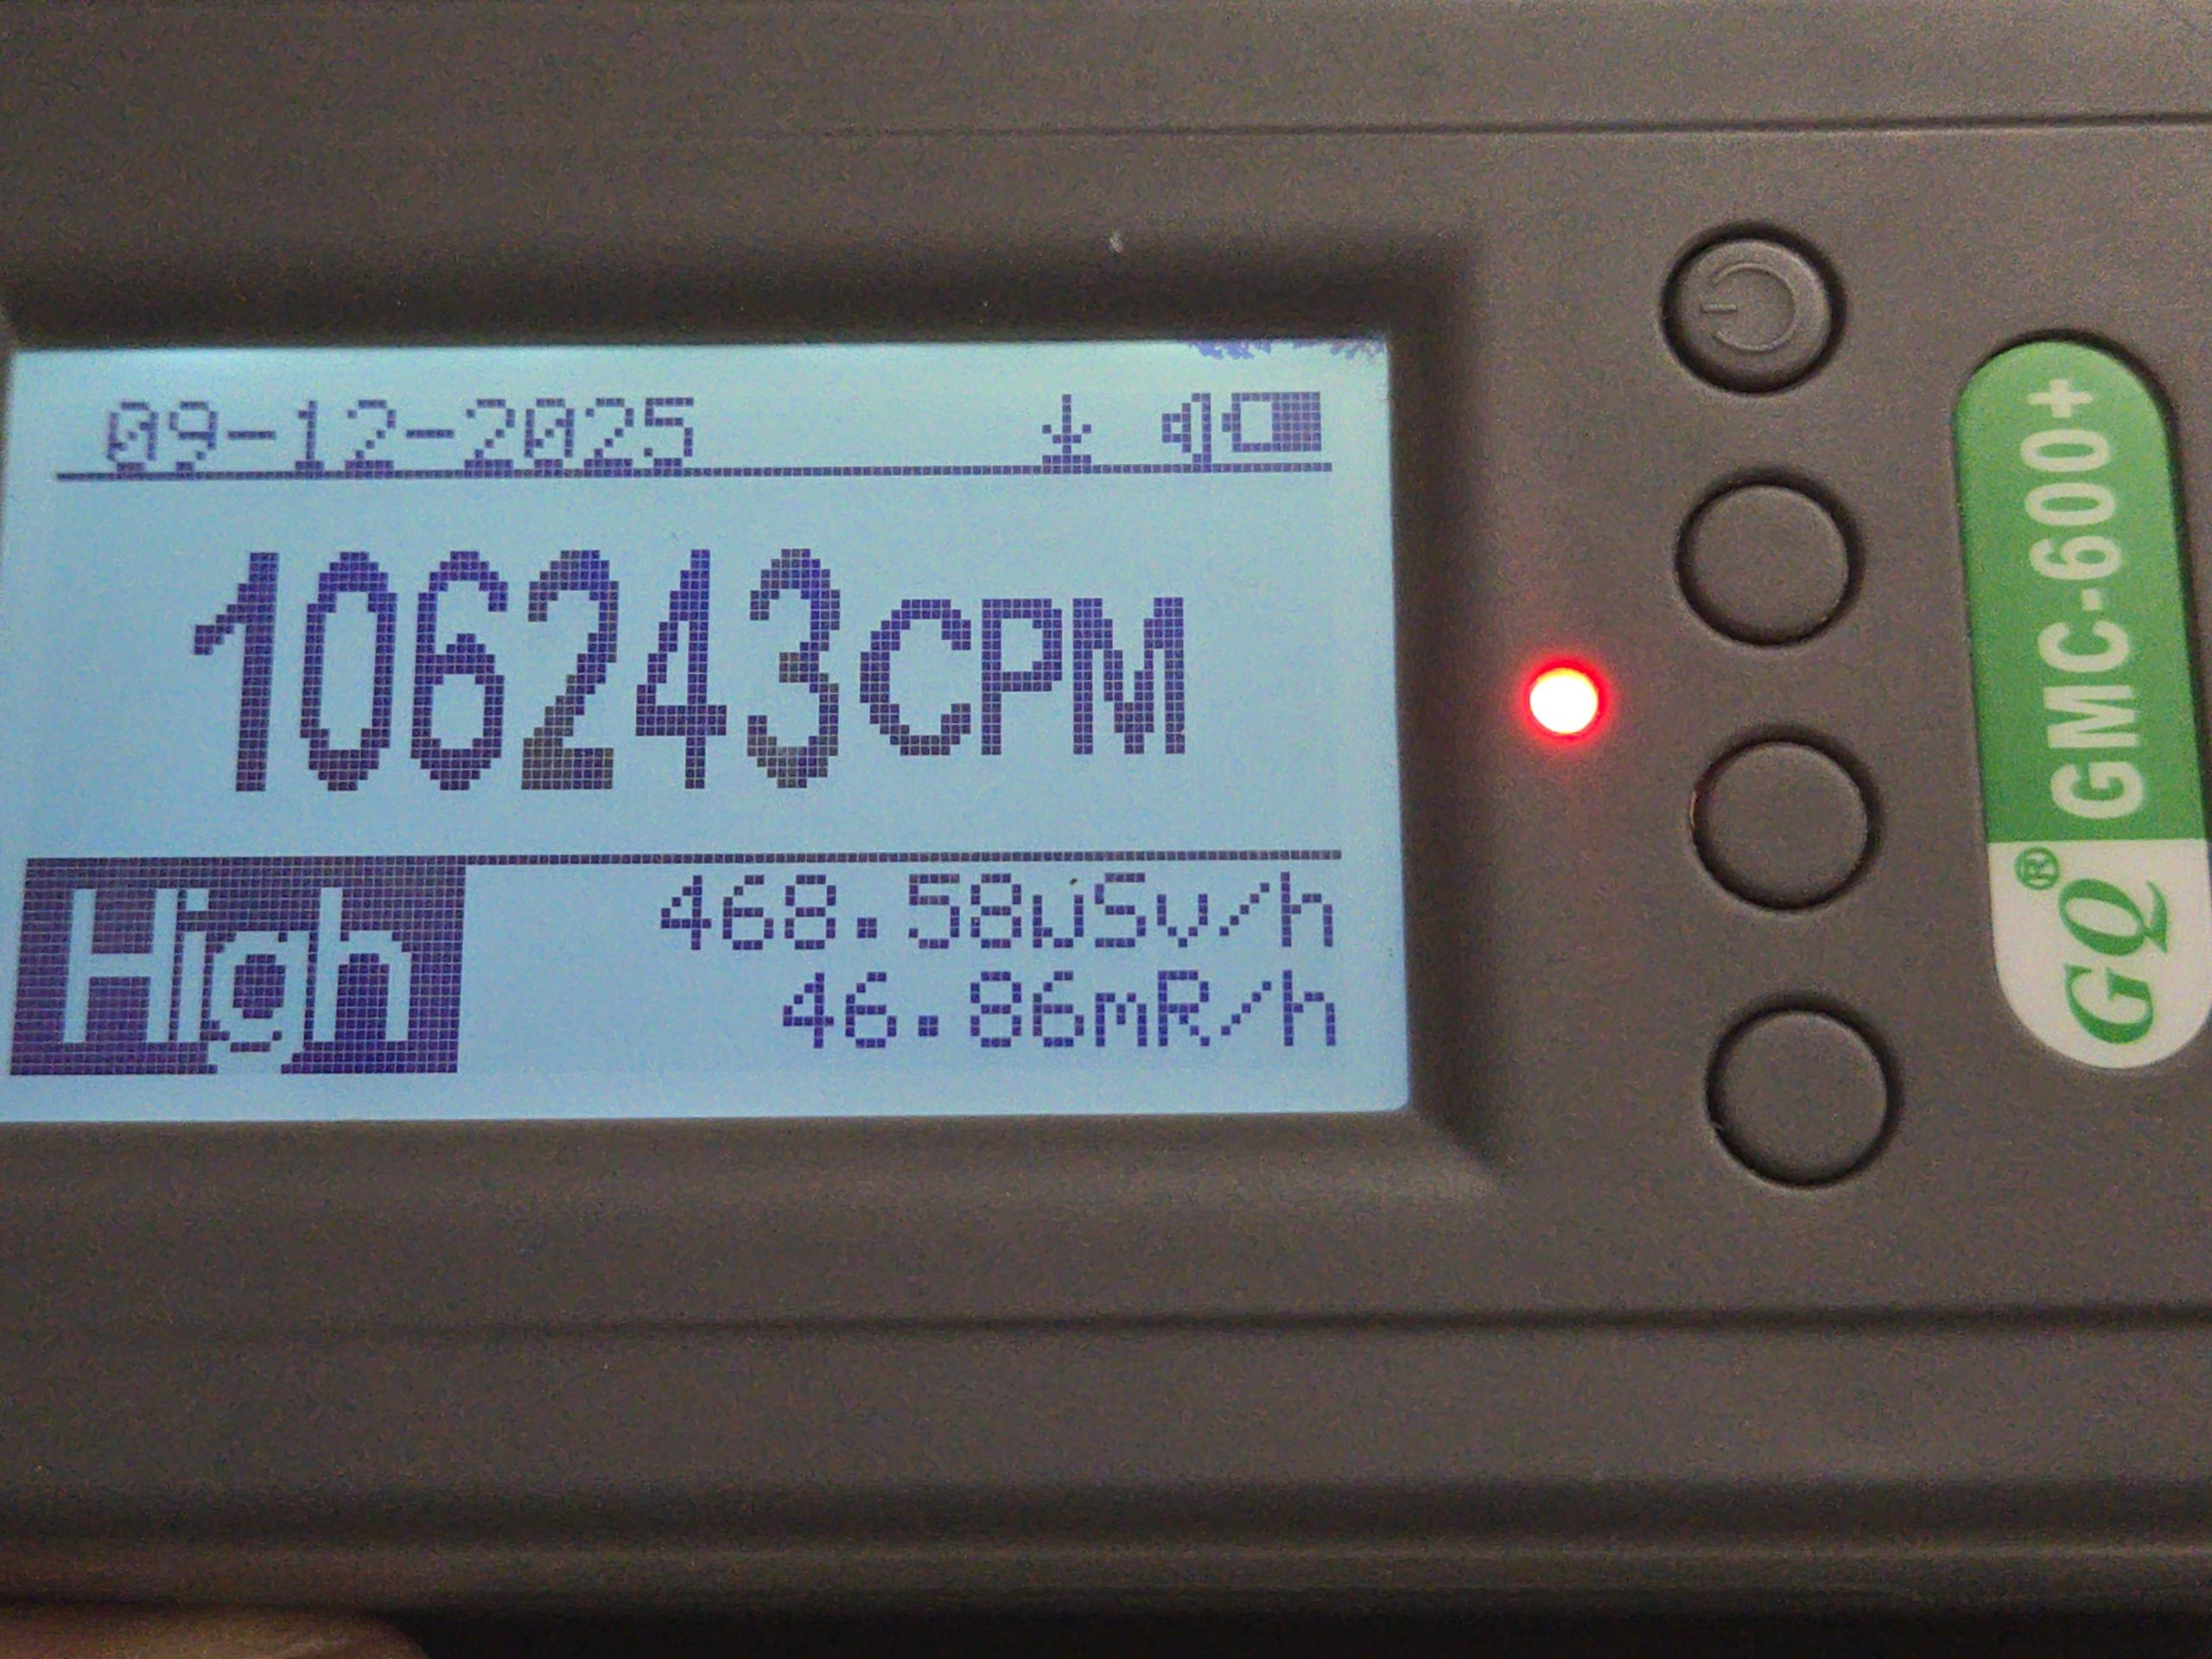 09-12-2025
106243CPM
High
468.58uSv/h
46.86mR/h
GQ® GMC-600+